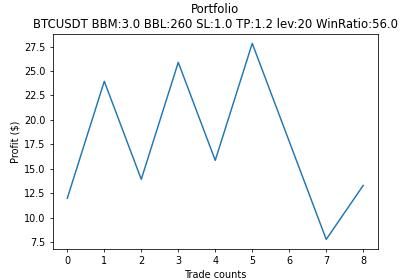 Portfolio
BTCUSDT BBM:3.0 BBL:260 SL:1.0 TP:1.2 lev:20 WinRatio:56.0
27.5
25.0
22.5
20.0
17.5
15.0
12.5
10.0
7.5
Profit ($)
0 1 2 3 4 5 6 7 8
Trade counts